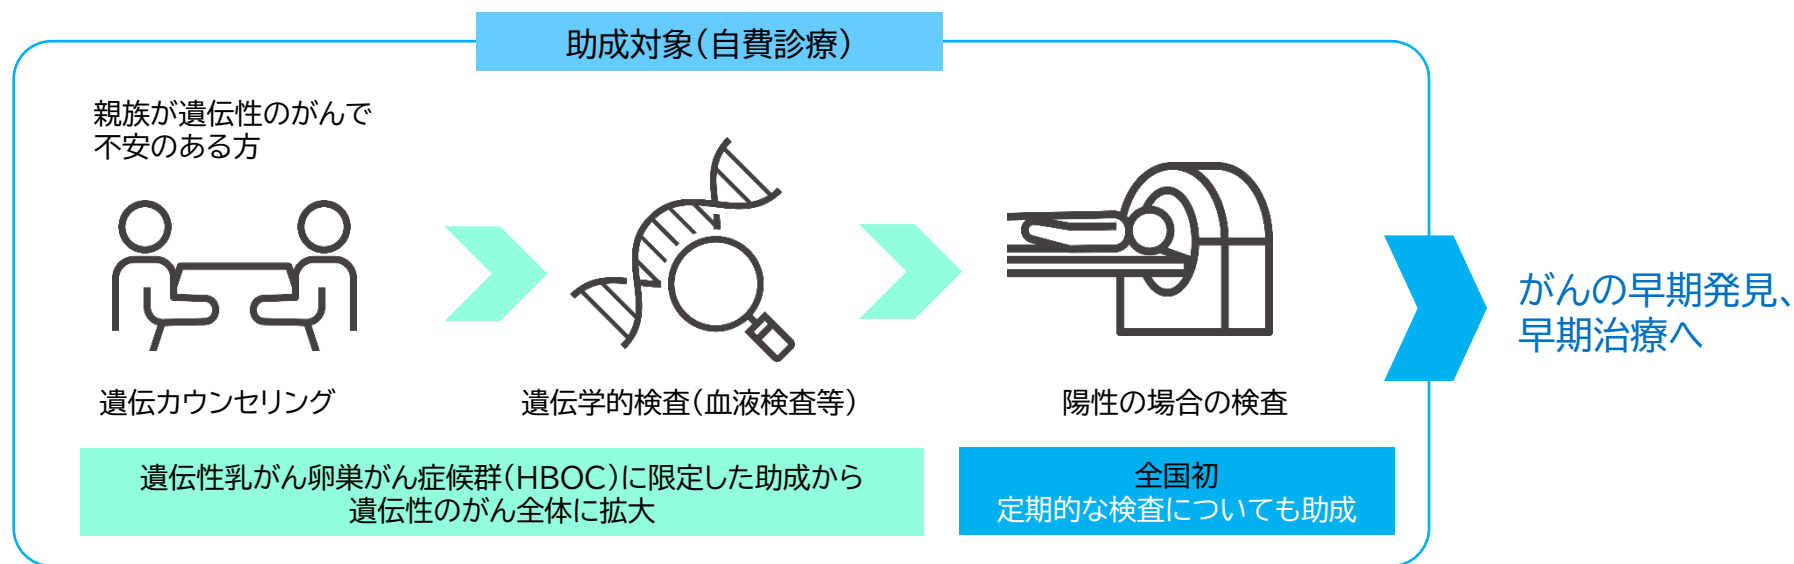 助成対象(自費診療)
親族が遺伝性のがんで
不安のある方
遺伝カウンセリング
遺伝学的検査(血液検査等)
陽性の場合の検査
遺伝性乳がん卵巣がん症候群(HBOC)に限定した助成から
遺伝性のがん全体に拡大
全国初
定期的な検査についても助成
がんの早期発見、
早期治療へ